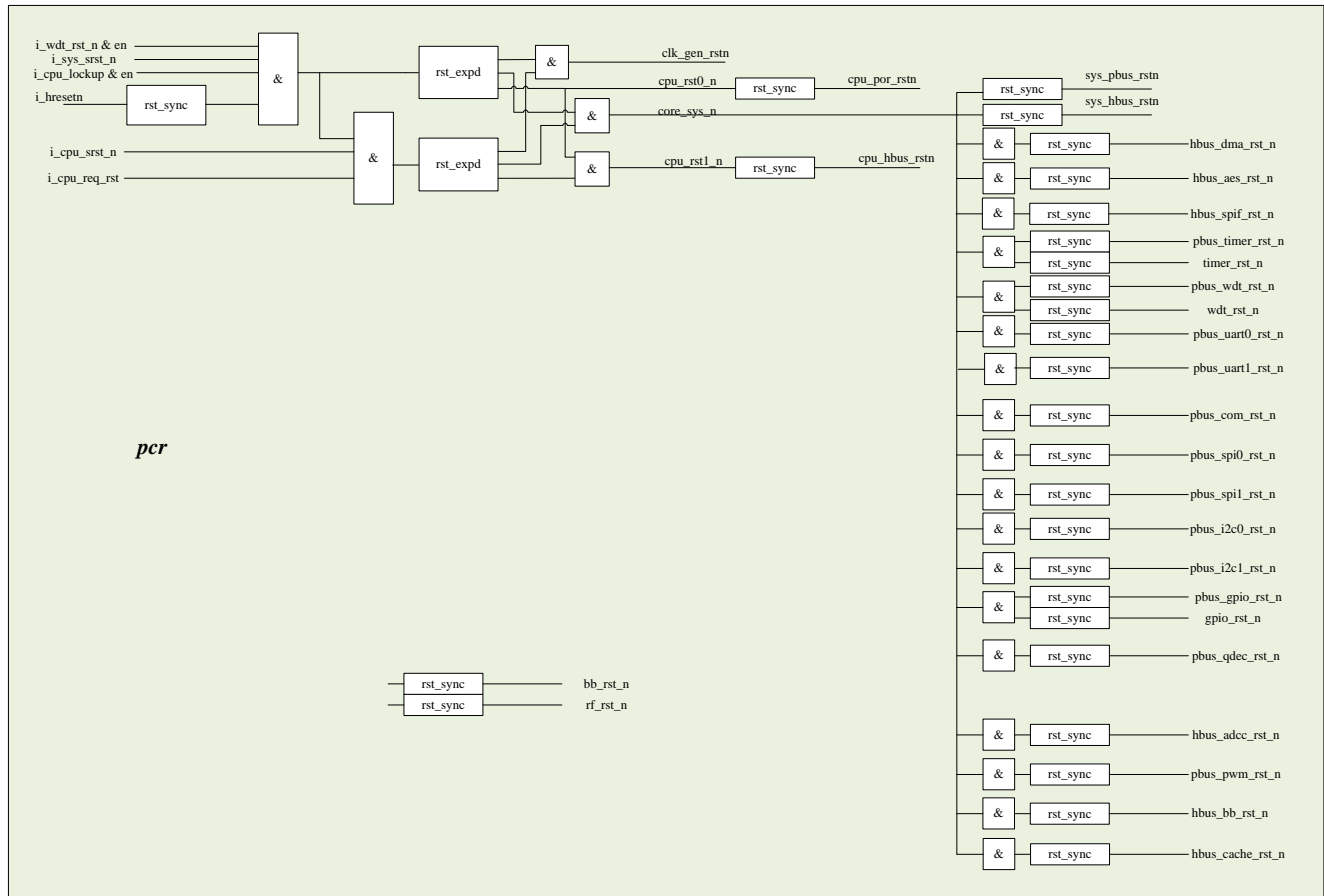 i_wdt_rst_n & en
i_sys_srst_n
i_cpu_lockup & en
i_hresetn
rst_sync
&
i_cpu_srst_n
i_cpu_req_rst
&
rst_expd
rst_expd
&
clk_gen_rstn
cpu_rst0_n
rst_sync
cpu_por_rstn
&
core_sys_n
&
cpu_rst1_n
rst_sync
cpu_hbus_rstn
rst_sync
sys_pbus_rstn
rst_sync
sys_hbus_rstn
& rst_sync hbus_dma_rst_n
& rst_sync hbus_aes_rst_n
& rst_sync hbus_spif_rst_n
& rst_sync pbus_timer_rst_n
rst_sync timer_rst_n
& rst_sync pbus_wdt_rst_n
rst_sync wdt_rst_n
& rst_sync pbus_uart0_rst_n
& rst_sync pbus_uart1_rst_n
& rst_sync pbus_com_rst_n
pcr
& rst_sync pbus_spi0_rst_n
& rst_sync pbus_spi1_rst_n
& rst_sync pbus_i2c0_rst_n
& rst_sync pbus_i2c1_rst_n
& rst_sync pbus_gpio_rst_n
rst_sync gpio_rst_n
& rst_sync pbus_qdec_rst_n
rst_sync bb_rst_n
rst_sync rf_rst_n
& rst_sync hbus_adcc_rst_n
& rst_sync pbus_pwm_rst_n
& rst_sync hbus_bb_rst_n
& rst_sync hbus_cache_rst_n